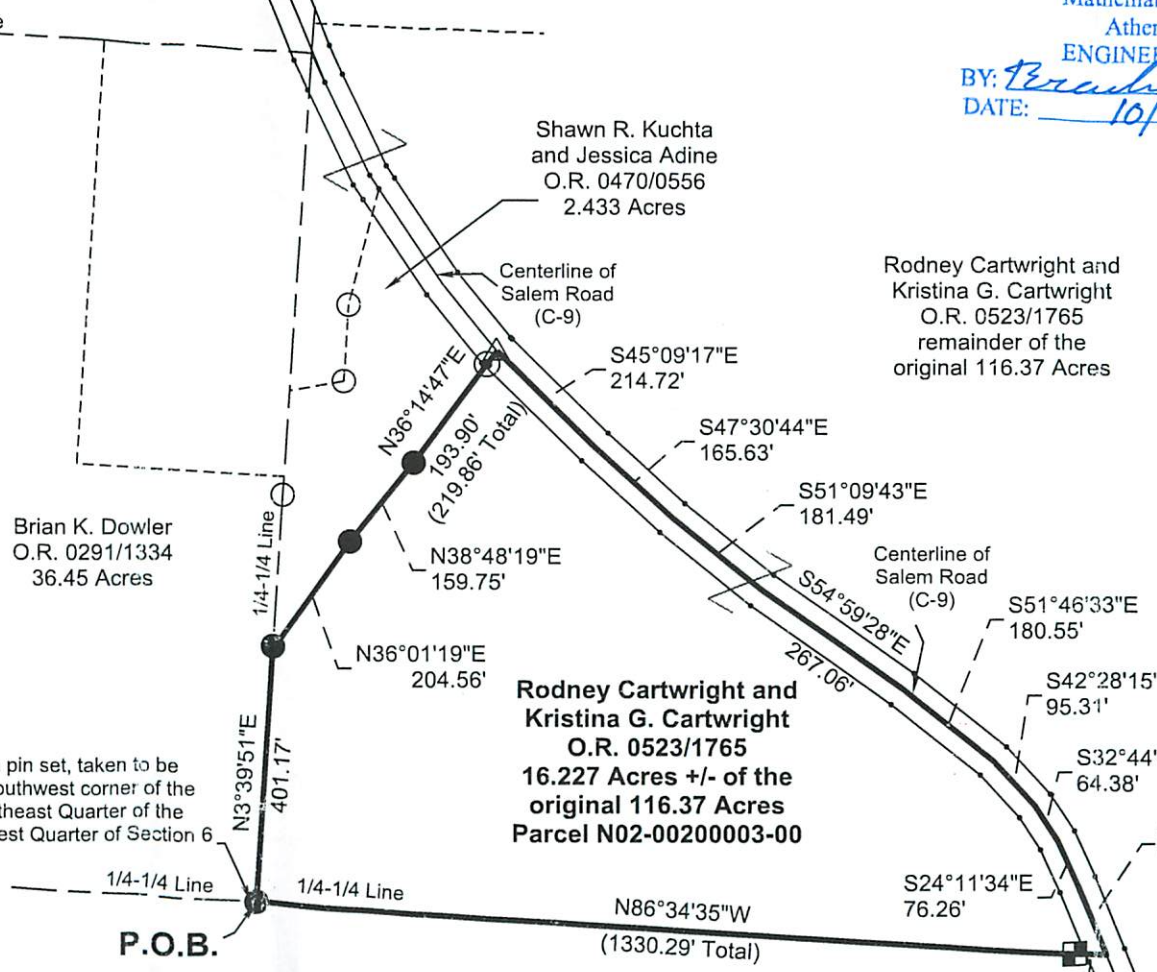 ENGINEE
BY:
DATE: 10/
Shawn R. Kuchta
and Jessica Adine
O.R. 0470/0556
2.433 Acres
Centerline of
Salem Road
(C-9)
Rodney Cartwright and
Kristina G. Cartwright
O.R. 0523/1765
remainder of the
original 116.37 Acres
S45°09'17"E
214.72'
N36°14'47"E
193.90'
(219.86' Total)
S47°30'44"E
165.63'
S51°09'43"E
181.49'
Brian K. Dowler
O.R. 0291/1334
36.45 Acres
1/4-1/4 Line
N38°48'19"E
159.75'
Centerline of
Salem Road
(C-9)
S54°59'28"E
267.06'
S51°46'33"E
180.55'
N36°01'19"E
204.56'
S42°28'15"
95.31'
Rodney Cartwright and
Kristina G. Cartwright
O.R. 0523/1765
16.227 Acres +/- of the
original 116.37 Acres
Parcel N02-00200003-00
S32°44'
64.38'
N3°39'51"E
401.17'
pin set, taken to be
outhwest corner of the
theast Quarter of the
est Quarter of Section 6
1/4-1/4 Line
1/4-1/4 Line
S24°11'34"E
76.26'
N86°34'35"W
(1330.29' Total)
P.O.B.